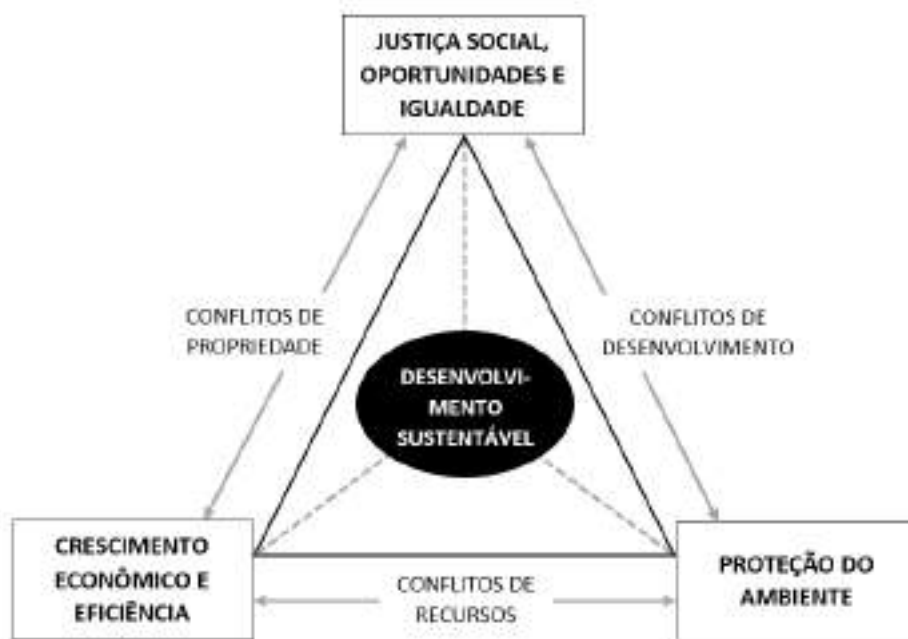 JUSTIÇA SOCIAL,
OPORTUNIDADES E
IGUALDADE
CONFLITOS DE
PROPRIEDADE
CONFLITOS DE
DESENVOLVIMENTO
DESENVOLVI-
MENTO
SUSTENTÁVEL
CRESCIMENTO
ECONÔMICO E
EFICIÊNCIA
CONFLITOS DE
RECURSOS
PROTEÇÃO DO
AMBIENTE